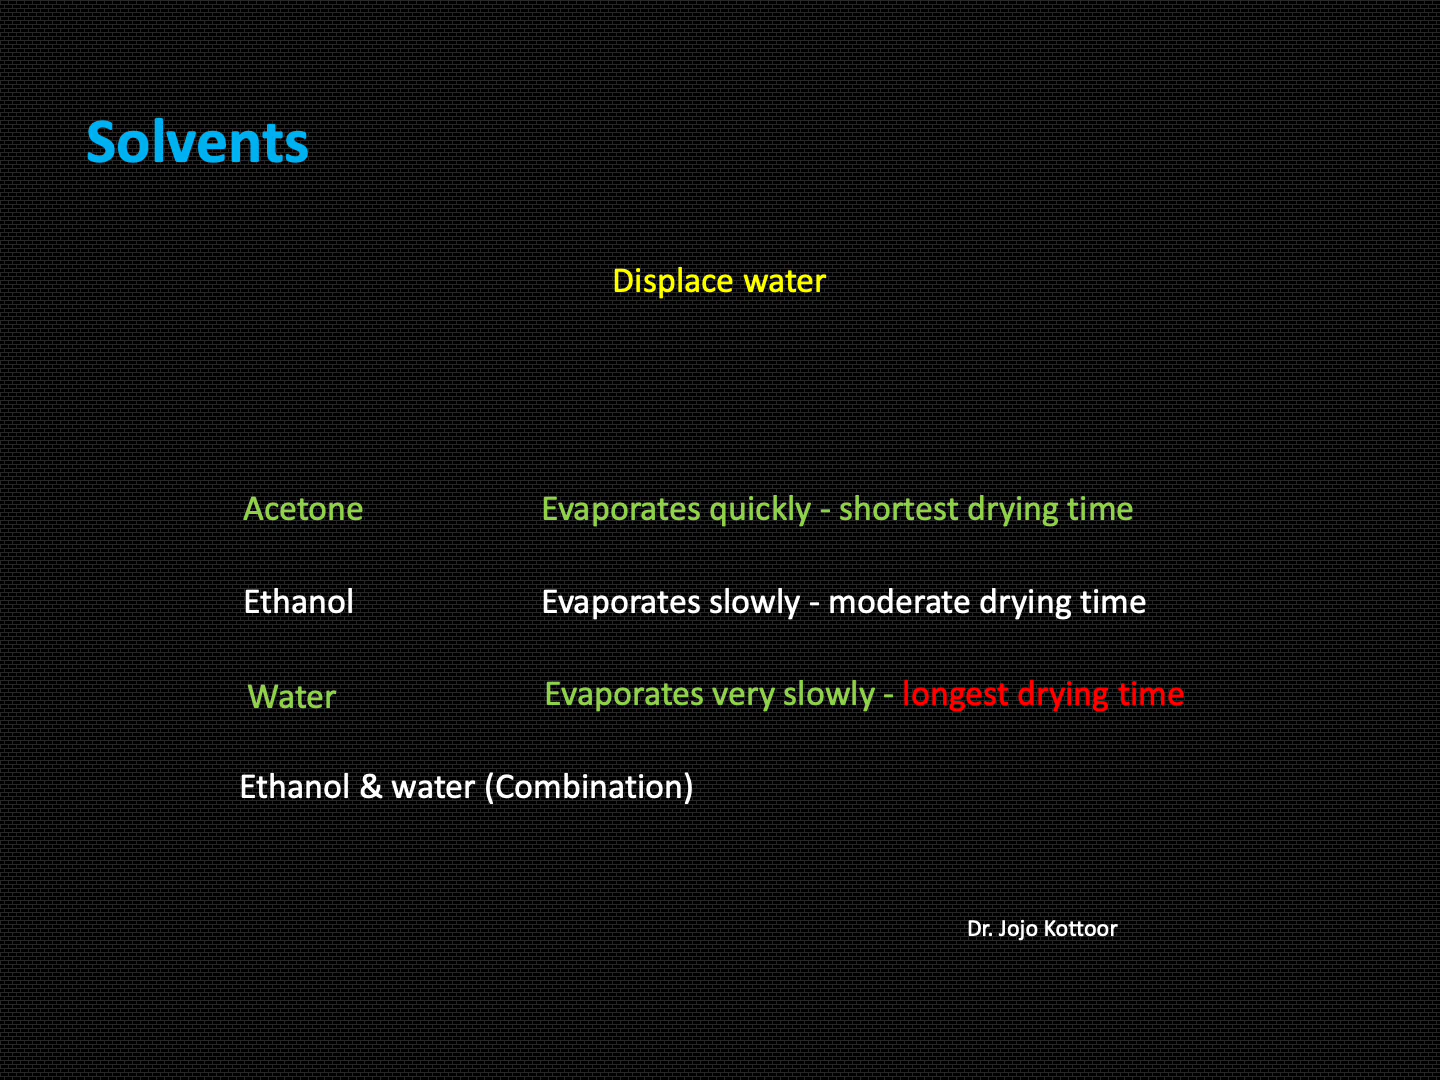 Solvents
Displace water
Acetone Evaporates quickly - shortest drying time
Ethanol Evaporates slowly - moderate drying time
Water Evaporates very slowly - longest drying time
Ethanol & water (Combination)
Dr. Jojo Kottoor